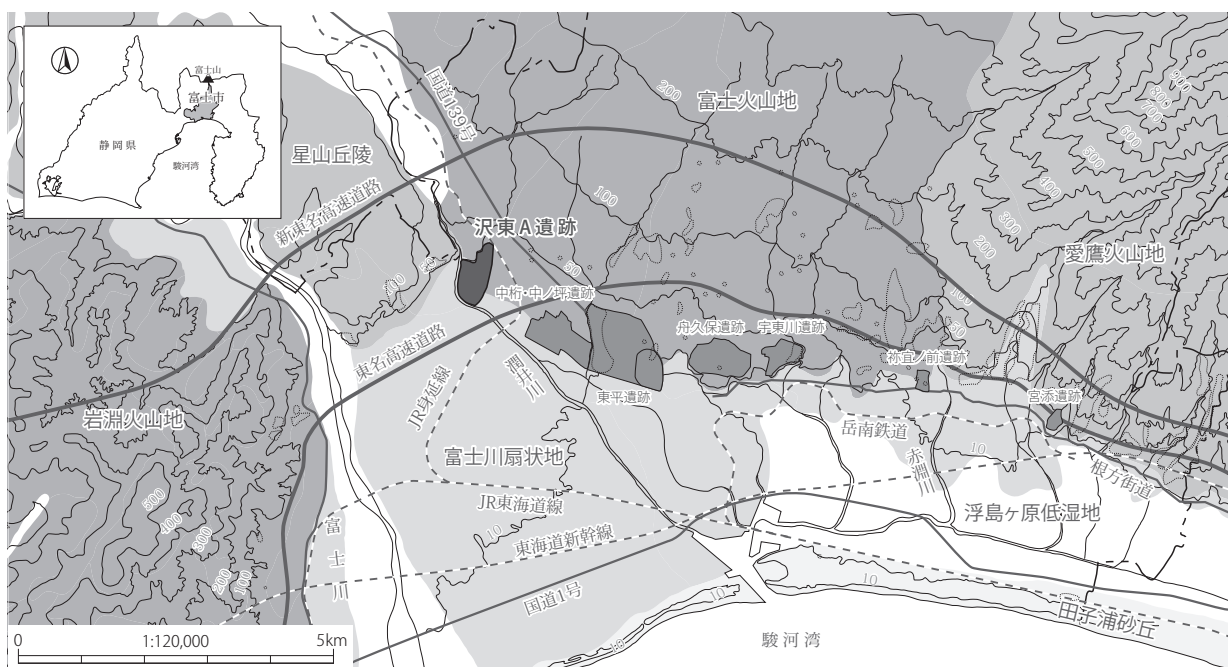 富士山
富士市
静岡県
駿河湾
国道139号
200
富士火山地
900
800
700
600
500
400
300
200
星山丘陵
新東名高速道路
100
沢東A遺跡
愛鷹火山地
50
中桁・中ノ坪遺跡
100
舟久保遺跡
宇東川遺跡
祢宜ノ前遺跡
東名高速道路
JR身延線
潤井川
東平遺跡
宮添遺跡
岩淵火山地
岳南鉄道
富士川扇状地
赤淵川
10
根方街道
500
400
300
200
100
JR東海道線
浮島ヶ原低湿地
10
東海道新幹線
富士川
国道1号
10
10
10
田子浦砂丘
駿河湾
0
1:120,000
5km